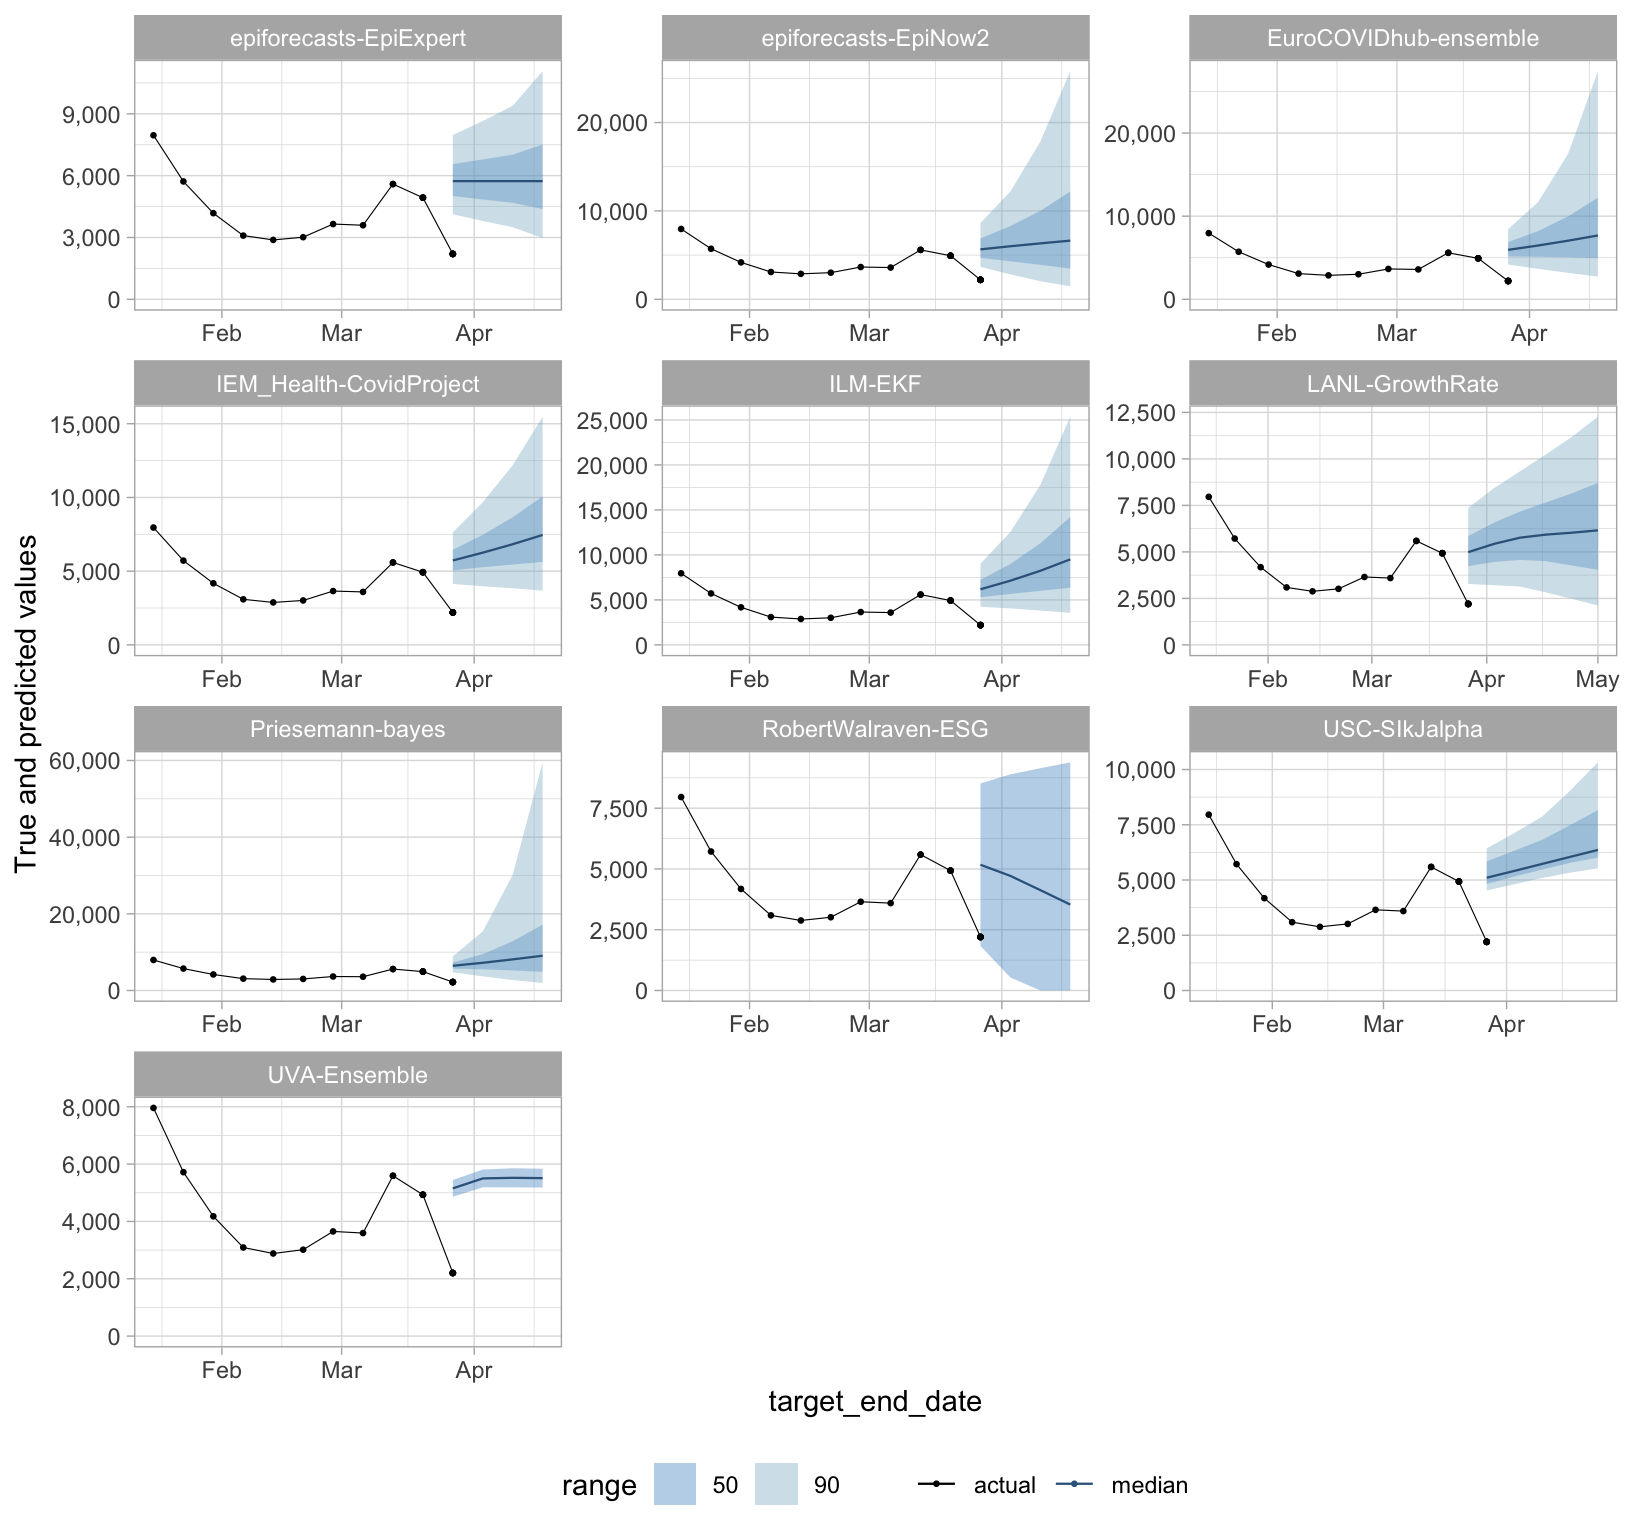 epiforecasts-EpiExpert
epiforecasts-EpiNow2
EuroCOVIDhub-ensemble
9,000
6,000
3,000
0
Feb
Mar
Apr
20,000
10,000
0
Feb
Mar
Apr
20,000
10,000
0
Feb
Mar
Apr
IEM_Health-CovidProject
ILM-EKF
LANL-GrowthRate
15,000
10,000
5,000
0
Feb
Mar
Apr
25,000
20,000
15,000
10,000
5,000
0
Feb
Mar
Apr
12,500
10,000
7,500
5,000
2,500
0
Feb
Mar
Apr
May
True and predicted values
Priesemann-bayes
RobertWalraven-ESG
USC-SIkJalpha
60,000
40,000
20,000
0
Feb
Mar
Apr
7,500
5,000
2,500
0
Feb
Mar
Apr
10,000
7,500
5,000
2,500
0
Feb
Mar
Apr
UVA-Ensemble
8,000
6,000
4,000
2,000
0
Feb
Mar
Apr
target_end_date
range
50
90
actual
median